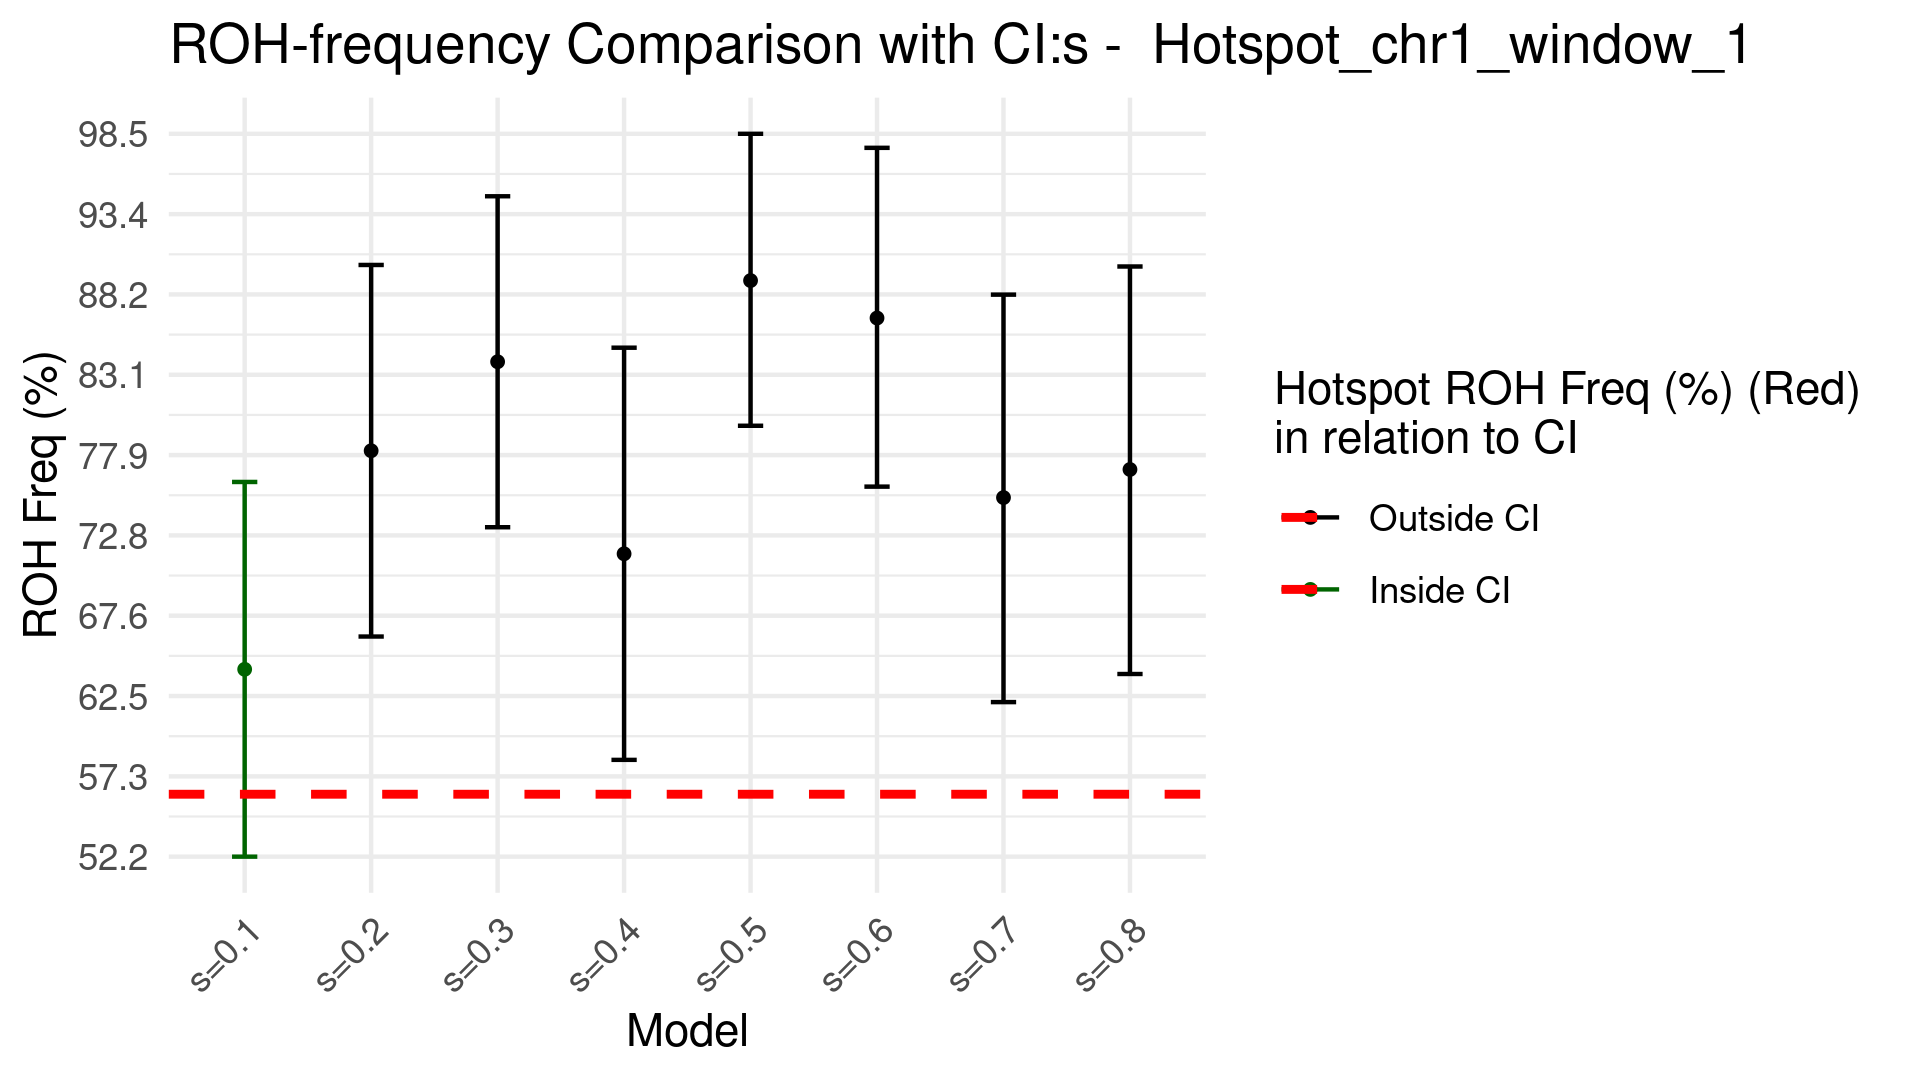 ROH-frequency Comparison with CI:s -  Hotspot_chr1_window_1
98.5
93.4
88.2
83.1
77.9
72.8
67.6
62.5
57.3
52.2
ROH Freq (%)
s=0.1
s=0.2
s=0.3
s=0.4
s=0.5
s=0.6
s=0.7
s=0.8
Model
Hotspot ROH Freq (%) (Red)
in relation to CI
Outside CI
Inside CI